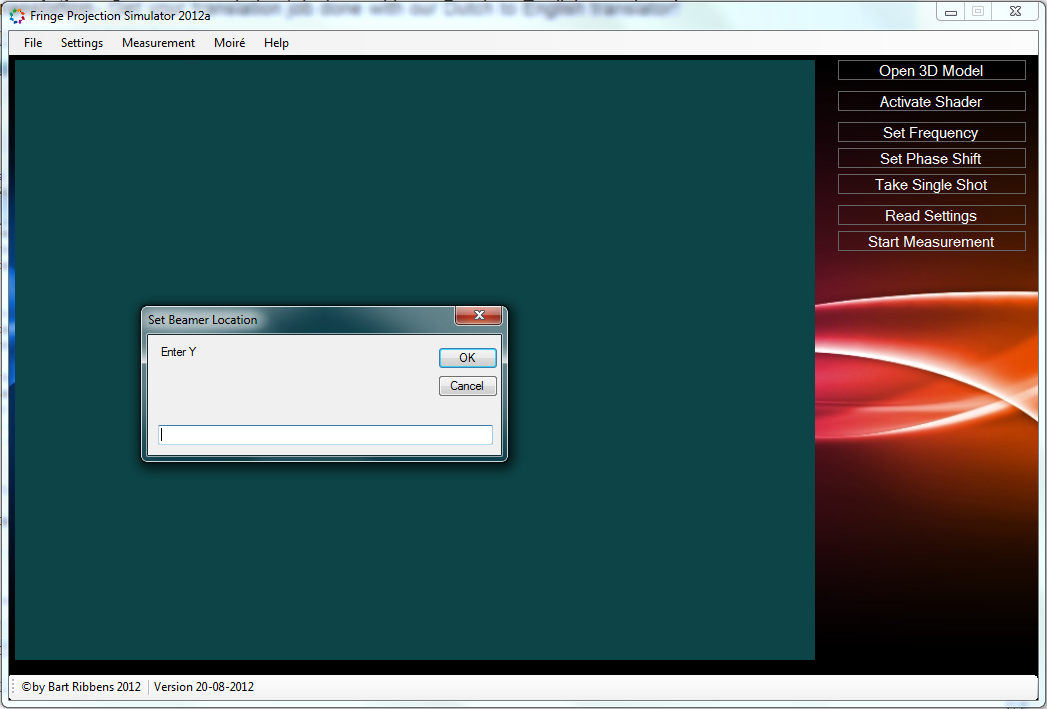 Fringe Projection Simulator 2012a
File Settings Measurement Moiré Help
Open 3D Model
Activate Shader
Set Frequency
Set Phase Shift
Take Single Shot
Read Settings
Start Measurement
Set Beamer Location
Enter Y
OK
Cancel
©by Bart Ribbens 2012 Version 20-08-2012